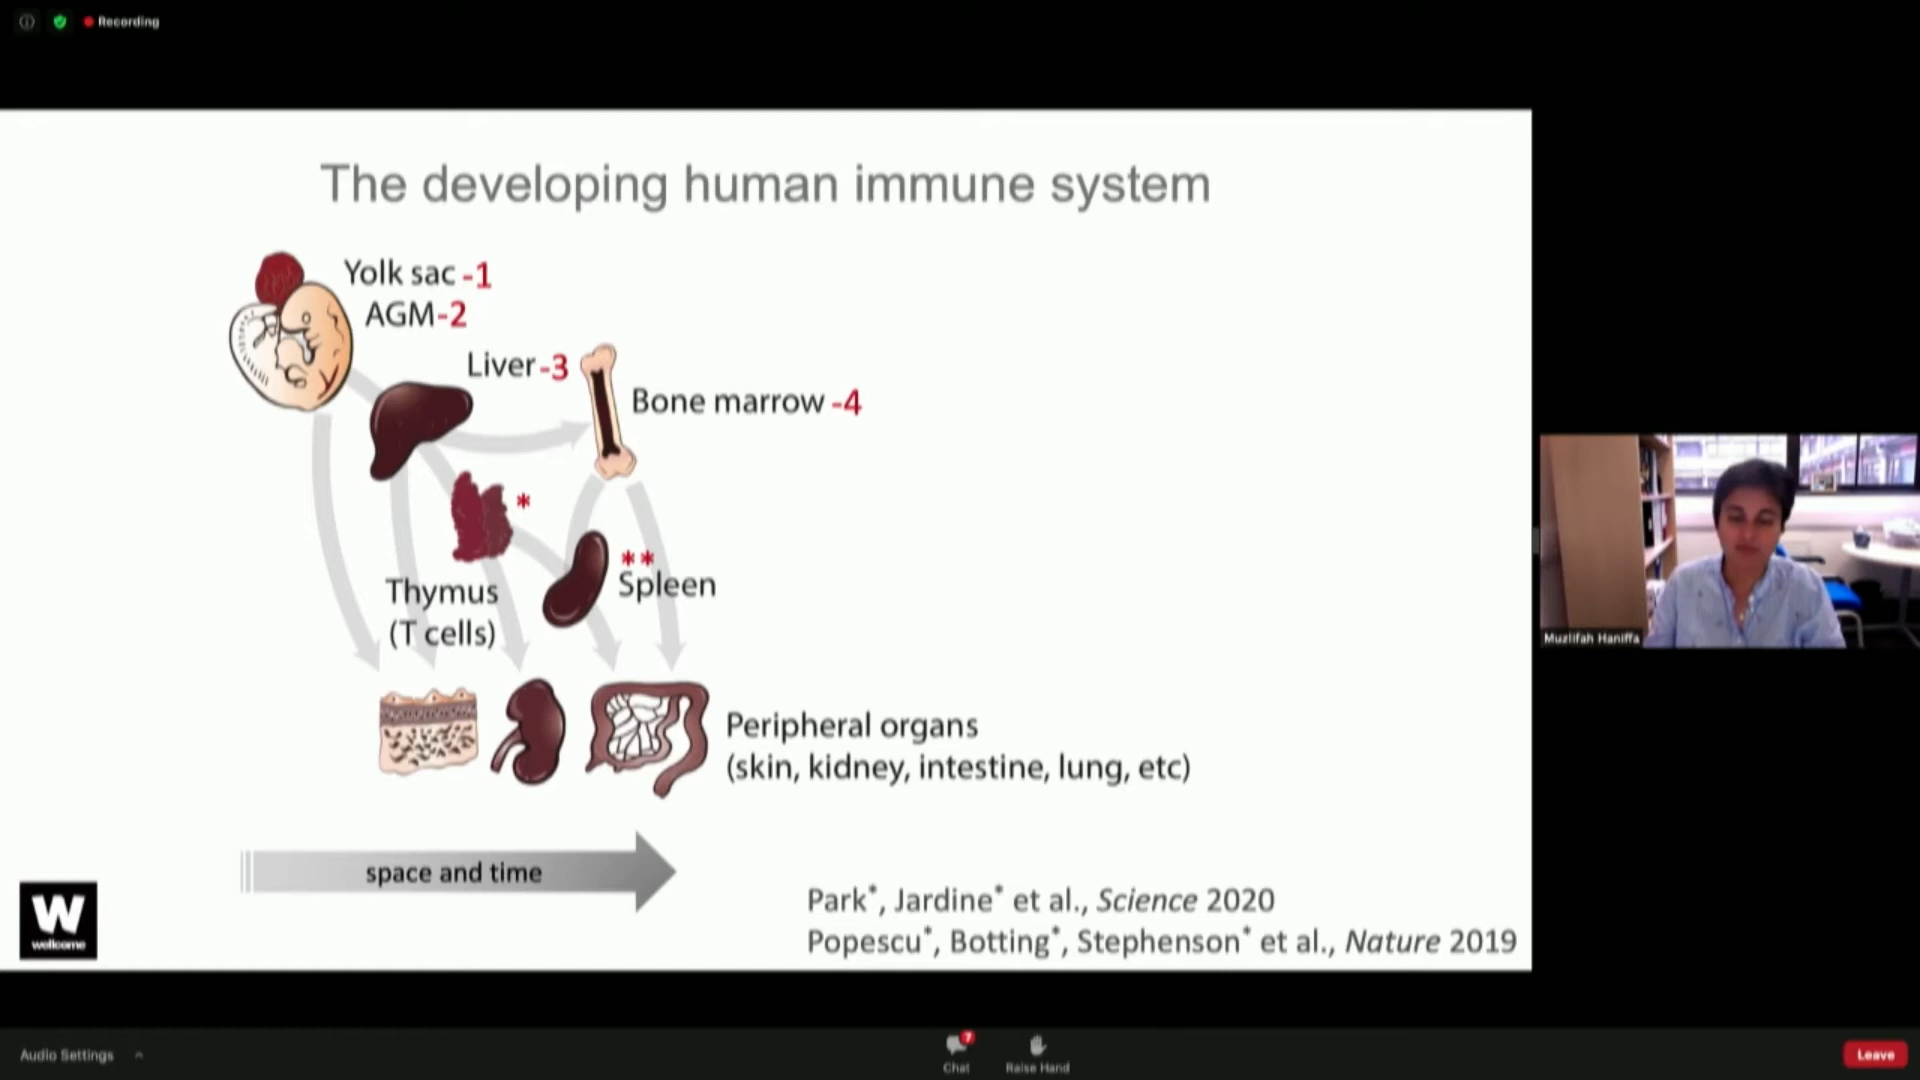 Recording
The developing human immune system
Yolk sac -1
AGM-2
Liver-3
Bone marrow -4
*
**
Spleen
Thymus
(T cells)
Peripheral organs
(skin, kidney, intestine, lung, etc)
space and time
Park*, Jardine* et al., Science 2020
Popescu*, Botting*, Stephenson* et al., Nature 2019
W
wellcome
Muzlifah Haniffa
Audio Settings
7
Chat
Raise Hand
Leave